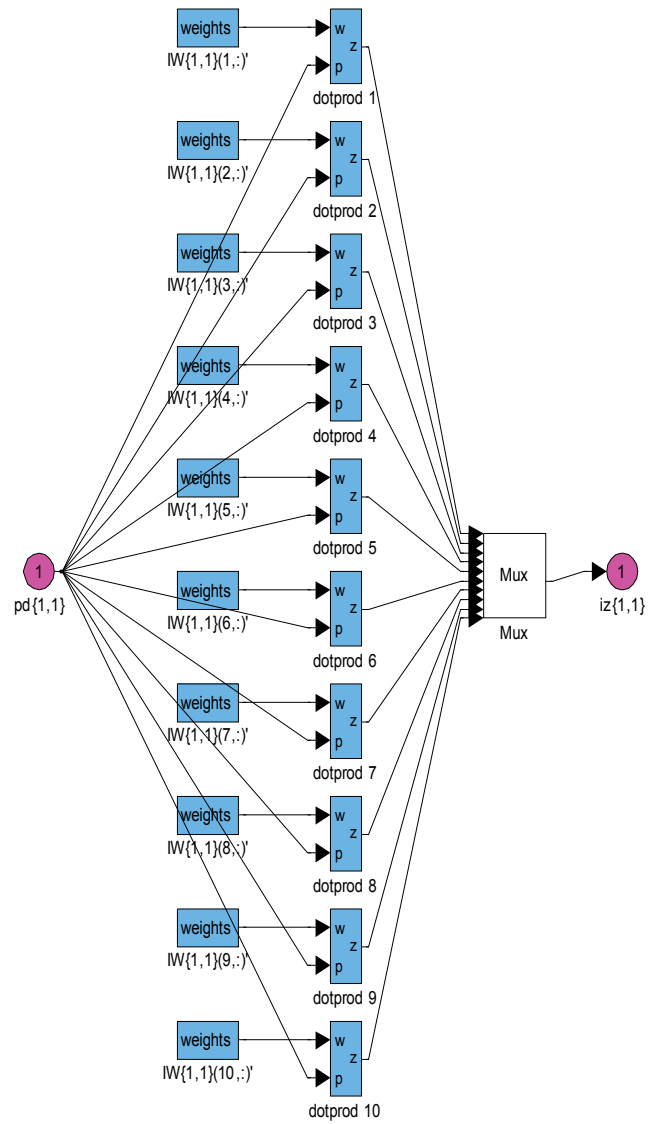 weights
w
z
p
IW{1,1}(1,:)'
dotprod 1
weights
w
z
p
IW{1,1}(2,:)'
dotprod 2
weights
w
z
p
IW{1,1}(3,:)'
dotprod 3
weights
w
z
p
IW{1,1}(4,:)'
dotprod 4
weights
w
z
p
IW{1,1}(5,:)'
dotprod 5
1
pd{1,1}
Mux
Mux
1
iz{1,1}
weights
w
z
p
IW{1,1}(6,:)'
dotprod 6
weights
w
z
p
IW{1,1}(7,:)'
dotprod 7
weights
w
z
p
IW{1,1}(8,:)'
dotprod 8
weights
w
z
p
IW{1,1}(9,:)'
dotprod 9
weights
w
z
p
IW{1,1}(10,:)'
dotprod 10